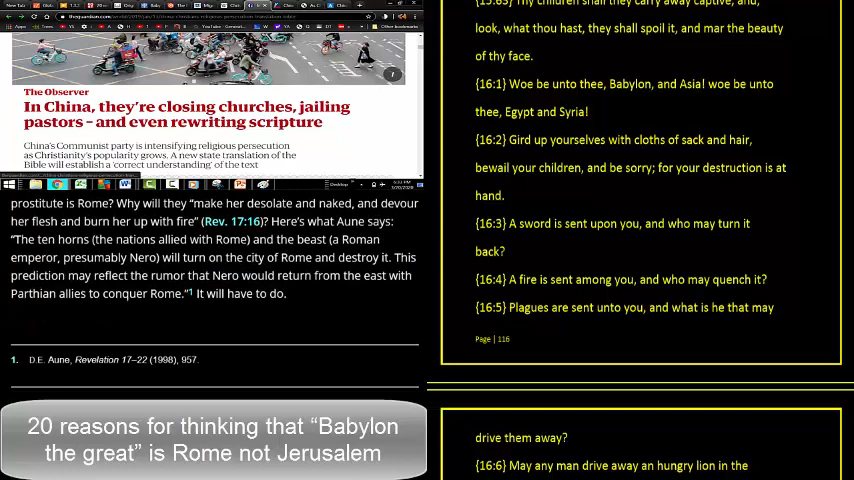 The Observer
In China, they're closing churches, jailing
pastors – and even rewriting scripture
China's Communist party is intensifying religious persecution
as Christianity's popularity grows. A new state translation of the
Bible will establish a 'correct understanding' of the text
Desktop
prostitute is Rome? Why will they "make her desolate and naked, and devour
her flesh and burn her up with fire" (Rev. 17:16)? Here's what Aune says:
"The ten horns (the nations allied with Rome) and the beast (a Roman
emperor, presumably Nero) will turn on the city of Rome and destroy it. This
prediction may reflect the rumor that Nero would return from the east with
Parthian allies to conquer Rome."1 It will have to do.
1. D.E. Aune, Revelation 17–22 (1998), 957.
20 reasons for thinking that “Babylon
the great” is Rome not Jerusalem
{15:63} Thy children shall they carry away captive, and,
look, what thou hast, they shall spoil it, and mar the beauty
of thy face.
{16:1} Woe be unto thee, Babylon, and Asia! woe be unto
thee, Egypt and Syria!
{16:2} Gird up yourselves with cloths of sack and hair,
bewail your children, and be sorry; for your destruction is at
hand.
{16:3} A sword is sent upon you, and who may turn it
back?
{16:4} A fire is sent among you, and who may quench it?
{16:5} Plagues are sent unto you, and what is he that may
Page | 116
drive them away?
{16:6} May any man drive away an hungry lion in the